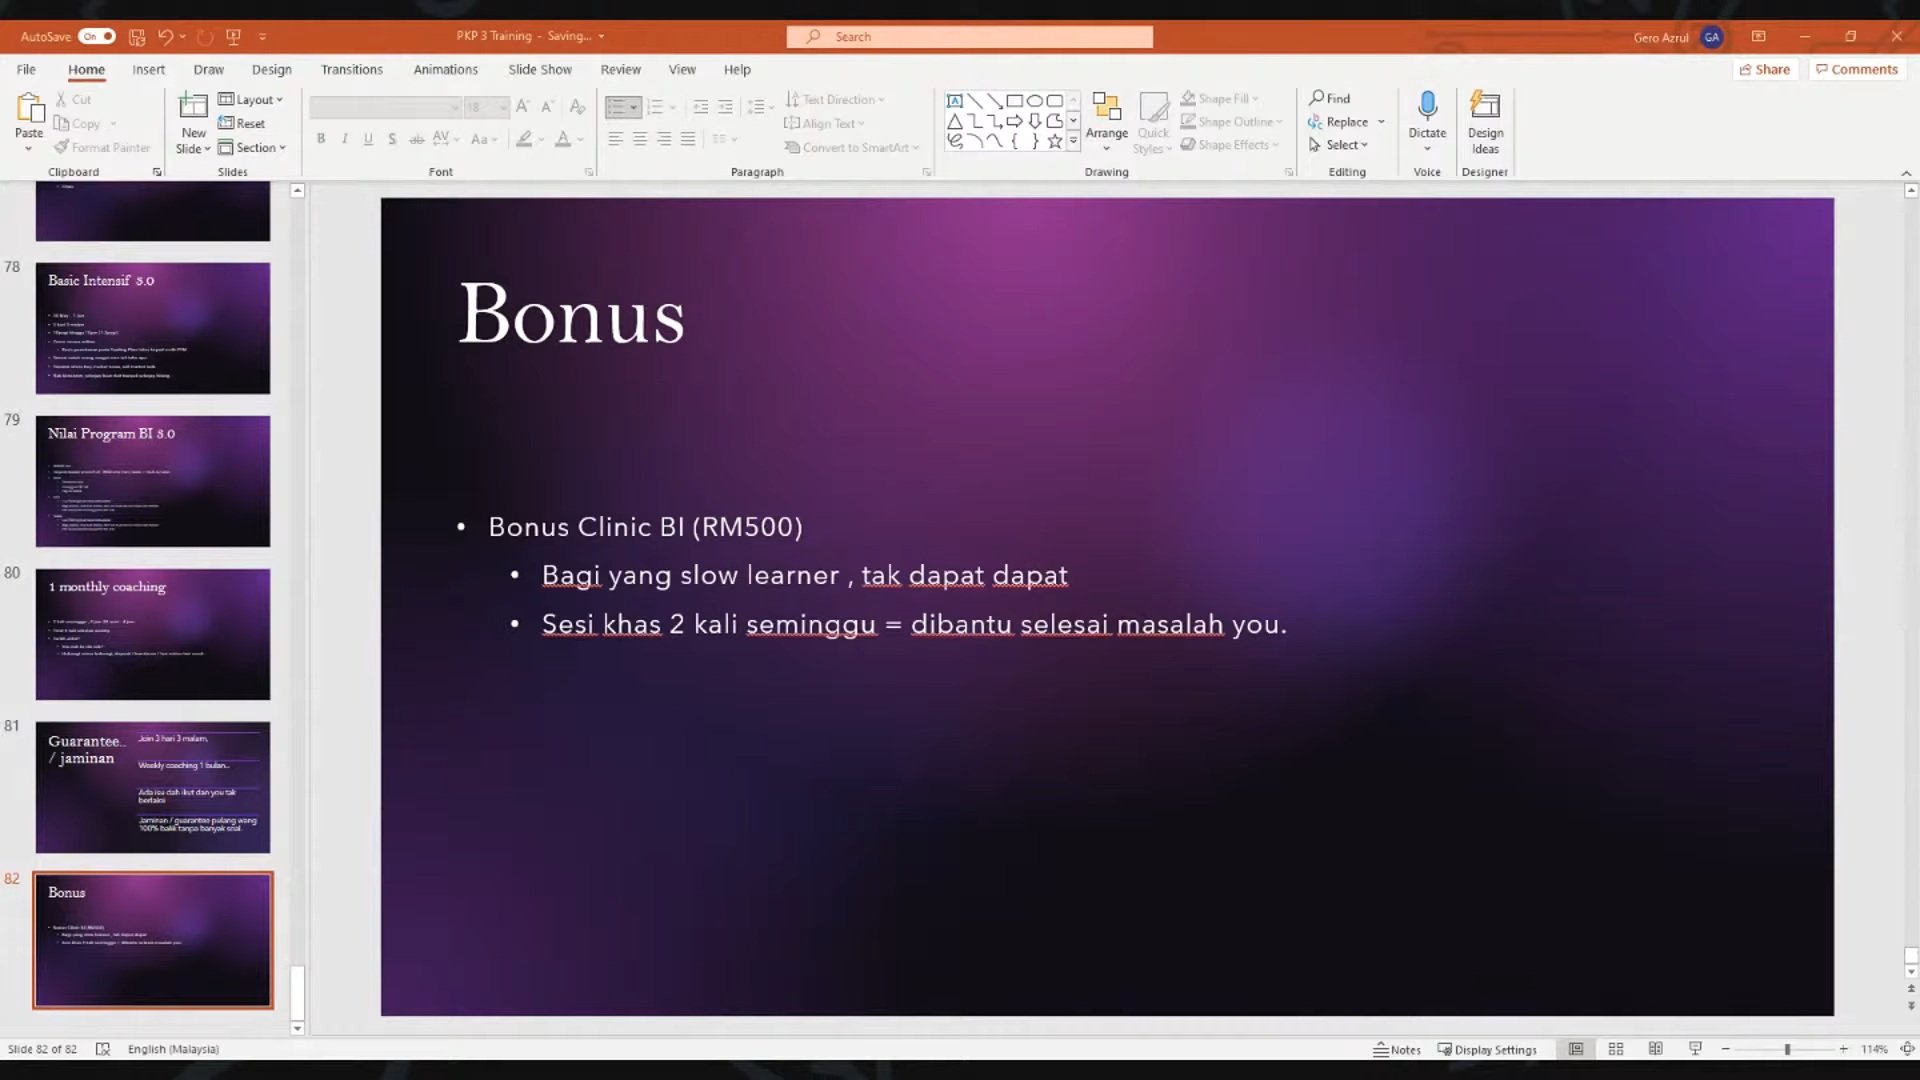 AutoSave On
PKP 3 Training - Saving...
Search
Gero Azrul GA
File Home Insert Draw Design Transitions Animations Slide Show Review View Help
Share Comments
Paste
Cut
Copy
Format Painter
Clipboard
New Slide
Layout
Reset
Section
Slides
18
Font
Text Direction
Align Text
Convert to SmartArt
Paragraph
Arrange
Quick Styles
Shape Fill
Shape Outline
Shape Effects
Drawing
Find
Replace
Select
Editing
Dictate
Voice
Design Ideas
Designer
78
Basic Intensif 3.0
79
Nilai Program BI 3.0
80
1 monthly coaching
81
Guarantee..
/ jaminan
Join 3 hari 3 malam,
Weekly coaching 1 bulan..
Ada isu dah ikut dan you tak
berlaku
Jaminan / guarantee pulang wang
100% balik tanpa banyak soal.
82
Bonus
Bonus
• Bonus Clinic BI (RM500)
• Bagi yang slow learner , tak dapat dapat
• Sesi khas 2 kali seminggu = dibantu selesai masalah you.
Slide 82 of 82 English (Malaysia)
Notes Display Settings 114%